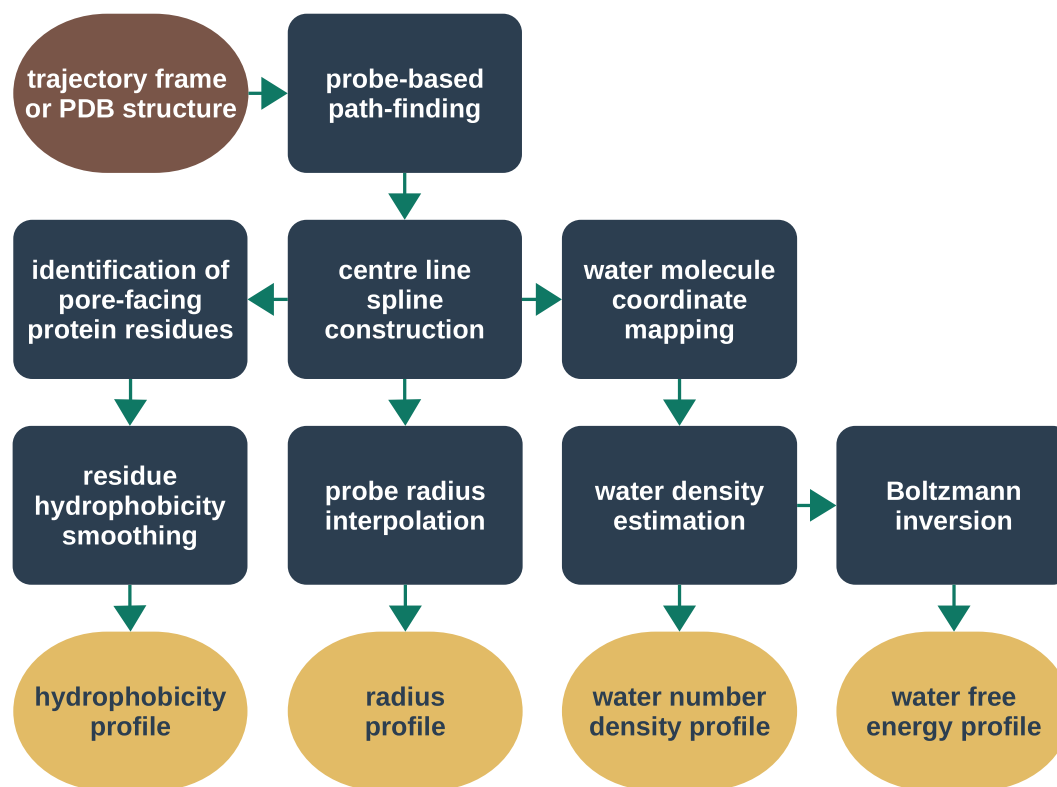 trajectory frame
or PDB structure
probe-based
path-finding
identification of
pore-facing
protein residues
centre line
spline
construction
water molecule
coordinate
mapping
residue
hydrophobicity
smoothing
probe radius
interpolation
water density
estimation
Boltzmann
inversion
hydrophobicity
profile
radius
profile
water number
density profile
water free
energy profile